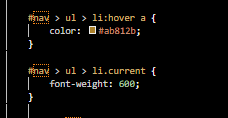 #nav > ul > li:hover a {
color: #ab812b;
}
#nav > ul > li.current {
font-weight: 600;
}